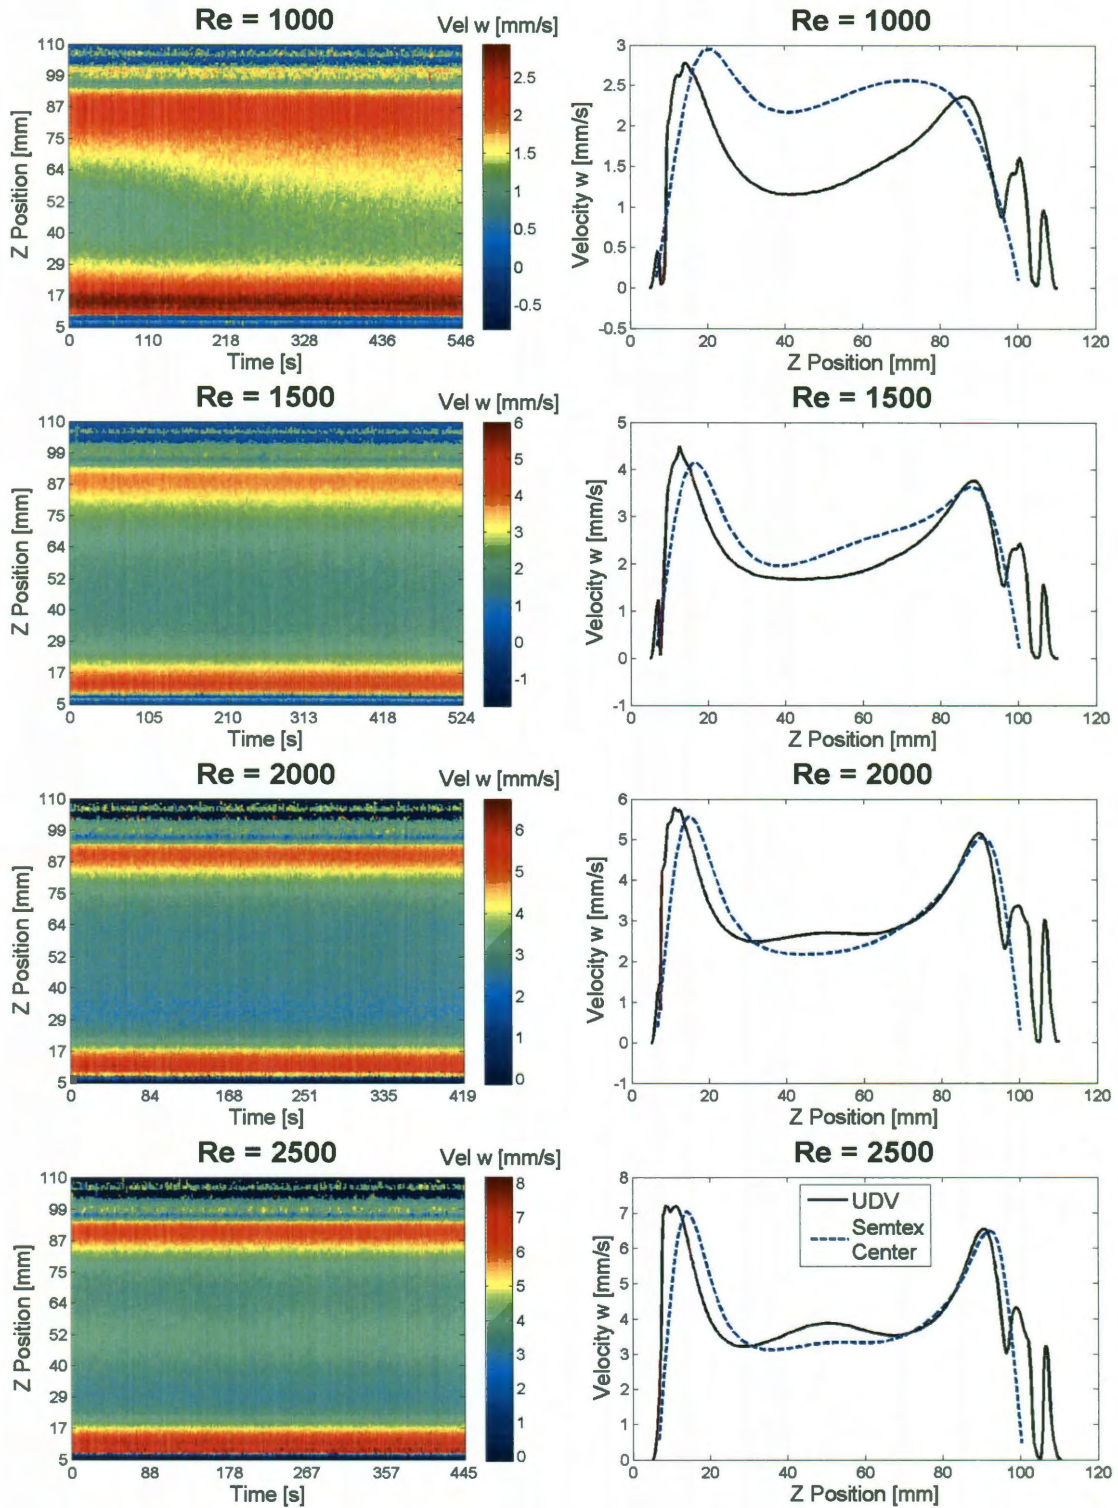 Re = 1000
Vel w [mm/s]
110
99
87
75
64
52
40
29
17
5
Z Position [mm]
0 110 218 328 436 546
Time [s]
2.5
2
1.5
1
0.5
0
-0.5
Re = 1000
3
2.5
2
1.5
1
0.5
0
-0.5
Velocity w [mm/s]
0 20 40 60 80 100 120
Z Position [mm]
Re = 1500
Vel w [mm/s]
110
99
87
75
64
52
40
29
17
5
Z Position [mm]
0 105 210 313 418 524
Time [s]
6
5
4
3
2
1
0
-1
Re = 1500
5
4
3
2
1
0
-1
Velocity w [mm/s]
0 20 40 60 80 100 120
Z Position [mm]
Re = 2000
Vel w [mm/s]
110
99
87
75
64
52
40
29
17
5
Z Position [mm]
0 84 168 251 335 419
Time [s]
6
5
4
3
2
1
0
Re = 2000
6
5
4
3
2
1
0
-1
Velocity w [mm/s]
0 20 40 60 80 100 120
Z Position [mm]
Re = 2500
Vel w [mm/s]
110
99
87
75
64
52
40
29
17
5
Z Position [mm]
0 88 178 267 357 445
Time [s]
8
7
6
5
4
3
2
1
0
Re = 2500
8
7
6
5
4
3
2
1
0
Velocity w [mm/s]
UDV
Semtex
Center
0 20 40 60 80 100 120
Z Position [mm]